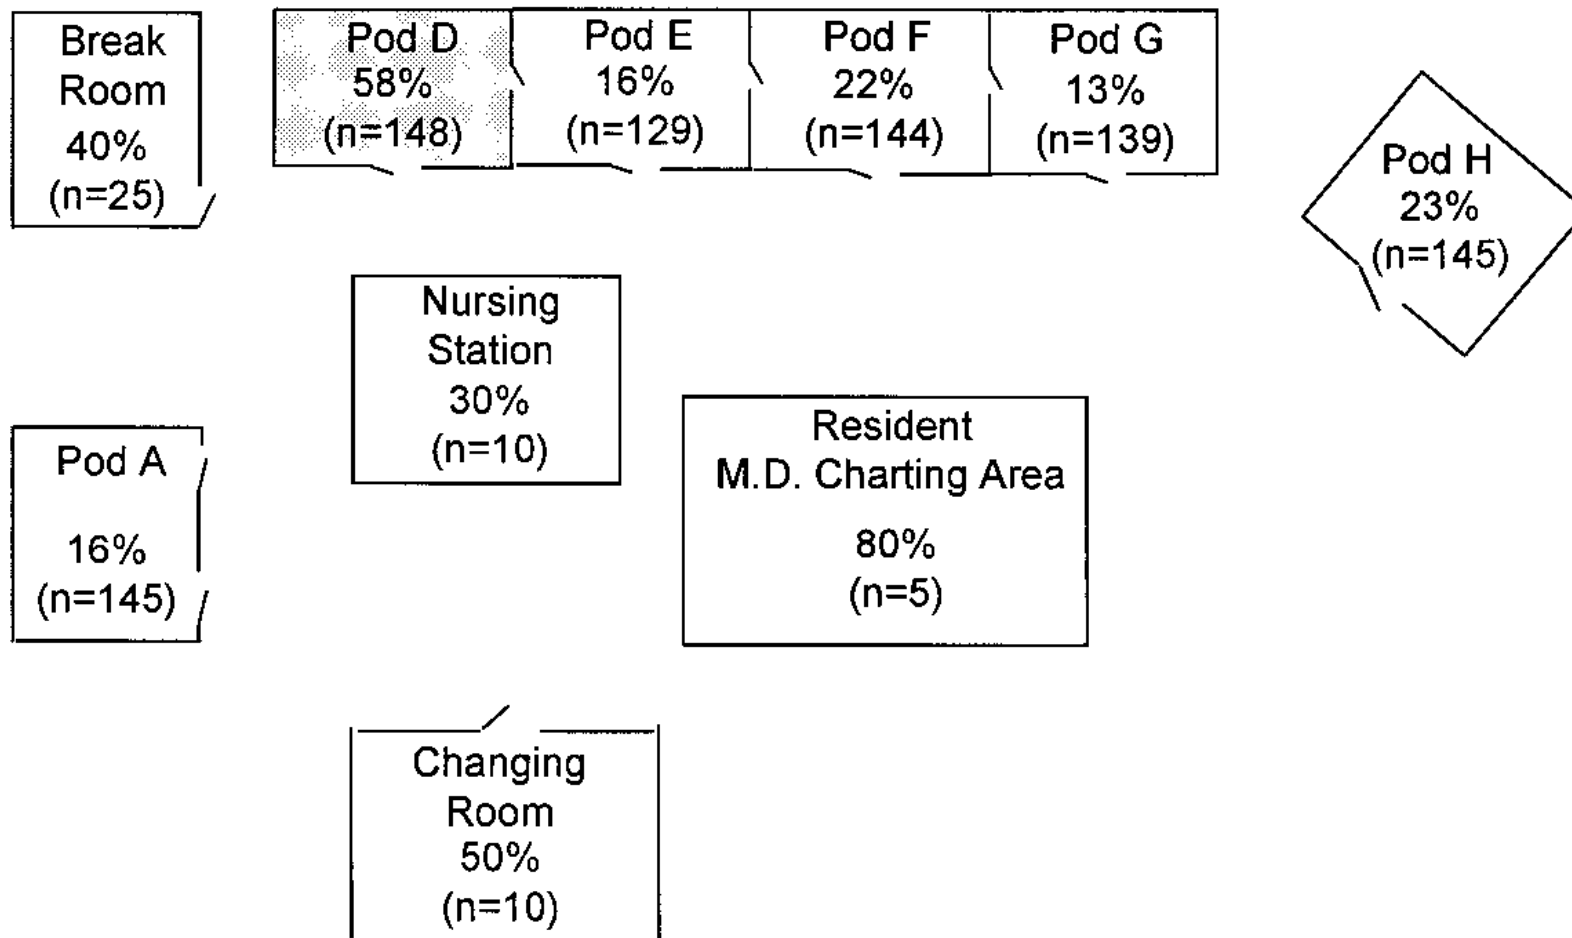 Break
Room
40%
(n=25)
Pod D
58%
(n=148)
Pod E
16%
(n=129)
Pod F
22%
(n=144)
Pod G
13%
(n=139)
Pod H
23%
(n=145)
Nursing
Station
30%
(n=10)
Resident
M.D. Charting Area
80%
(n=5)
Pod A
16%
(n=145)
Changing
Room
50%
(n=10)